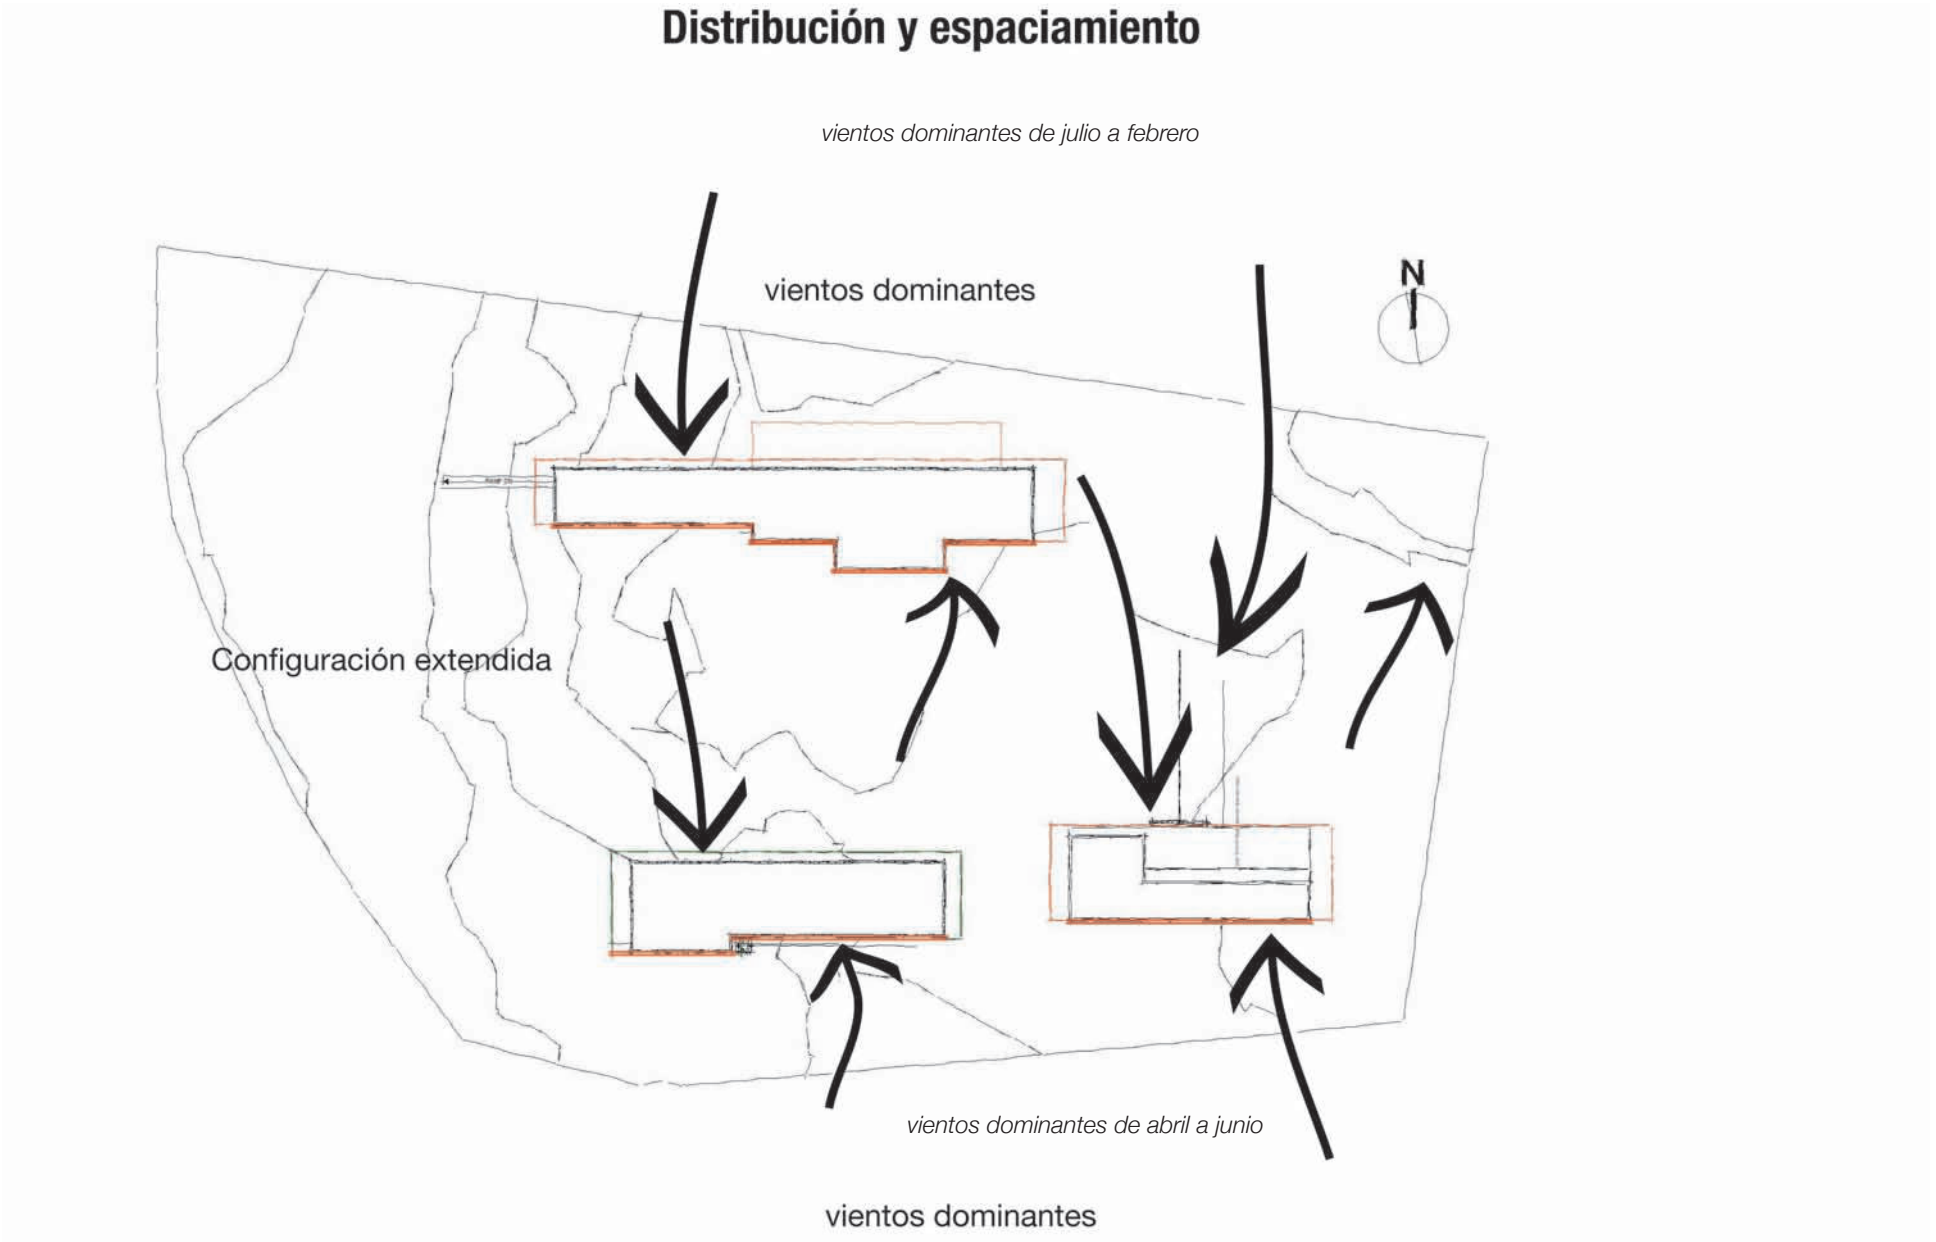 Distribución y espaciamiento
vientos dominantes de julio a febrero
vientos dominantes
N
Configuración extendida
vientos dominantes de abril a junio
vientos dominantes